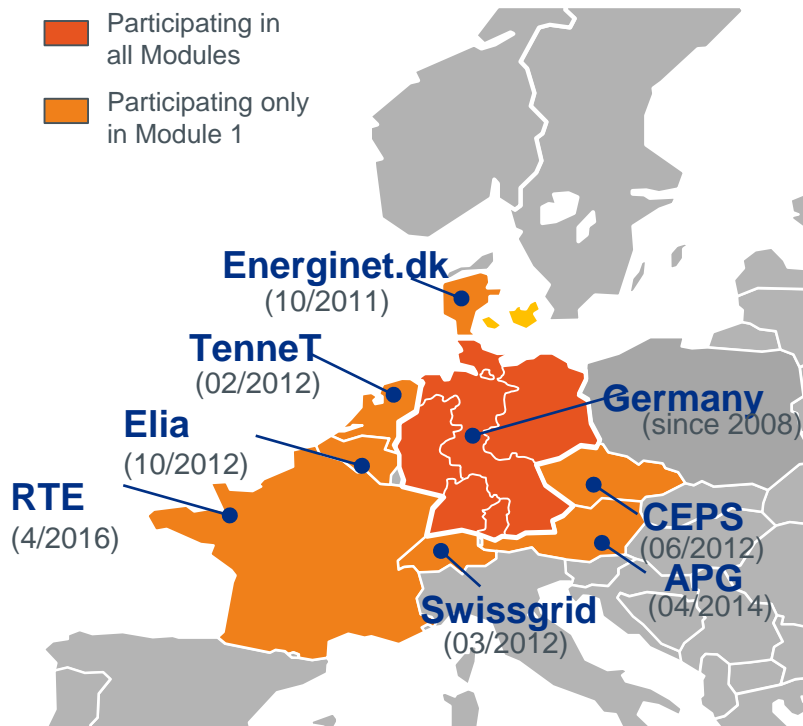 Participating in
all Modules
Participating only
in Module 1
Energinet.dk
(10/2011)
TenneT
(02/2012)
Germany
(since 2008)
Elia
(10/2012)
RTE
(4/2016)
CEPS
(06/2012)
APG
(04/2014)
Swissgrid
(03/2012)